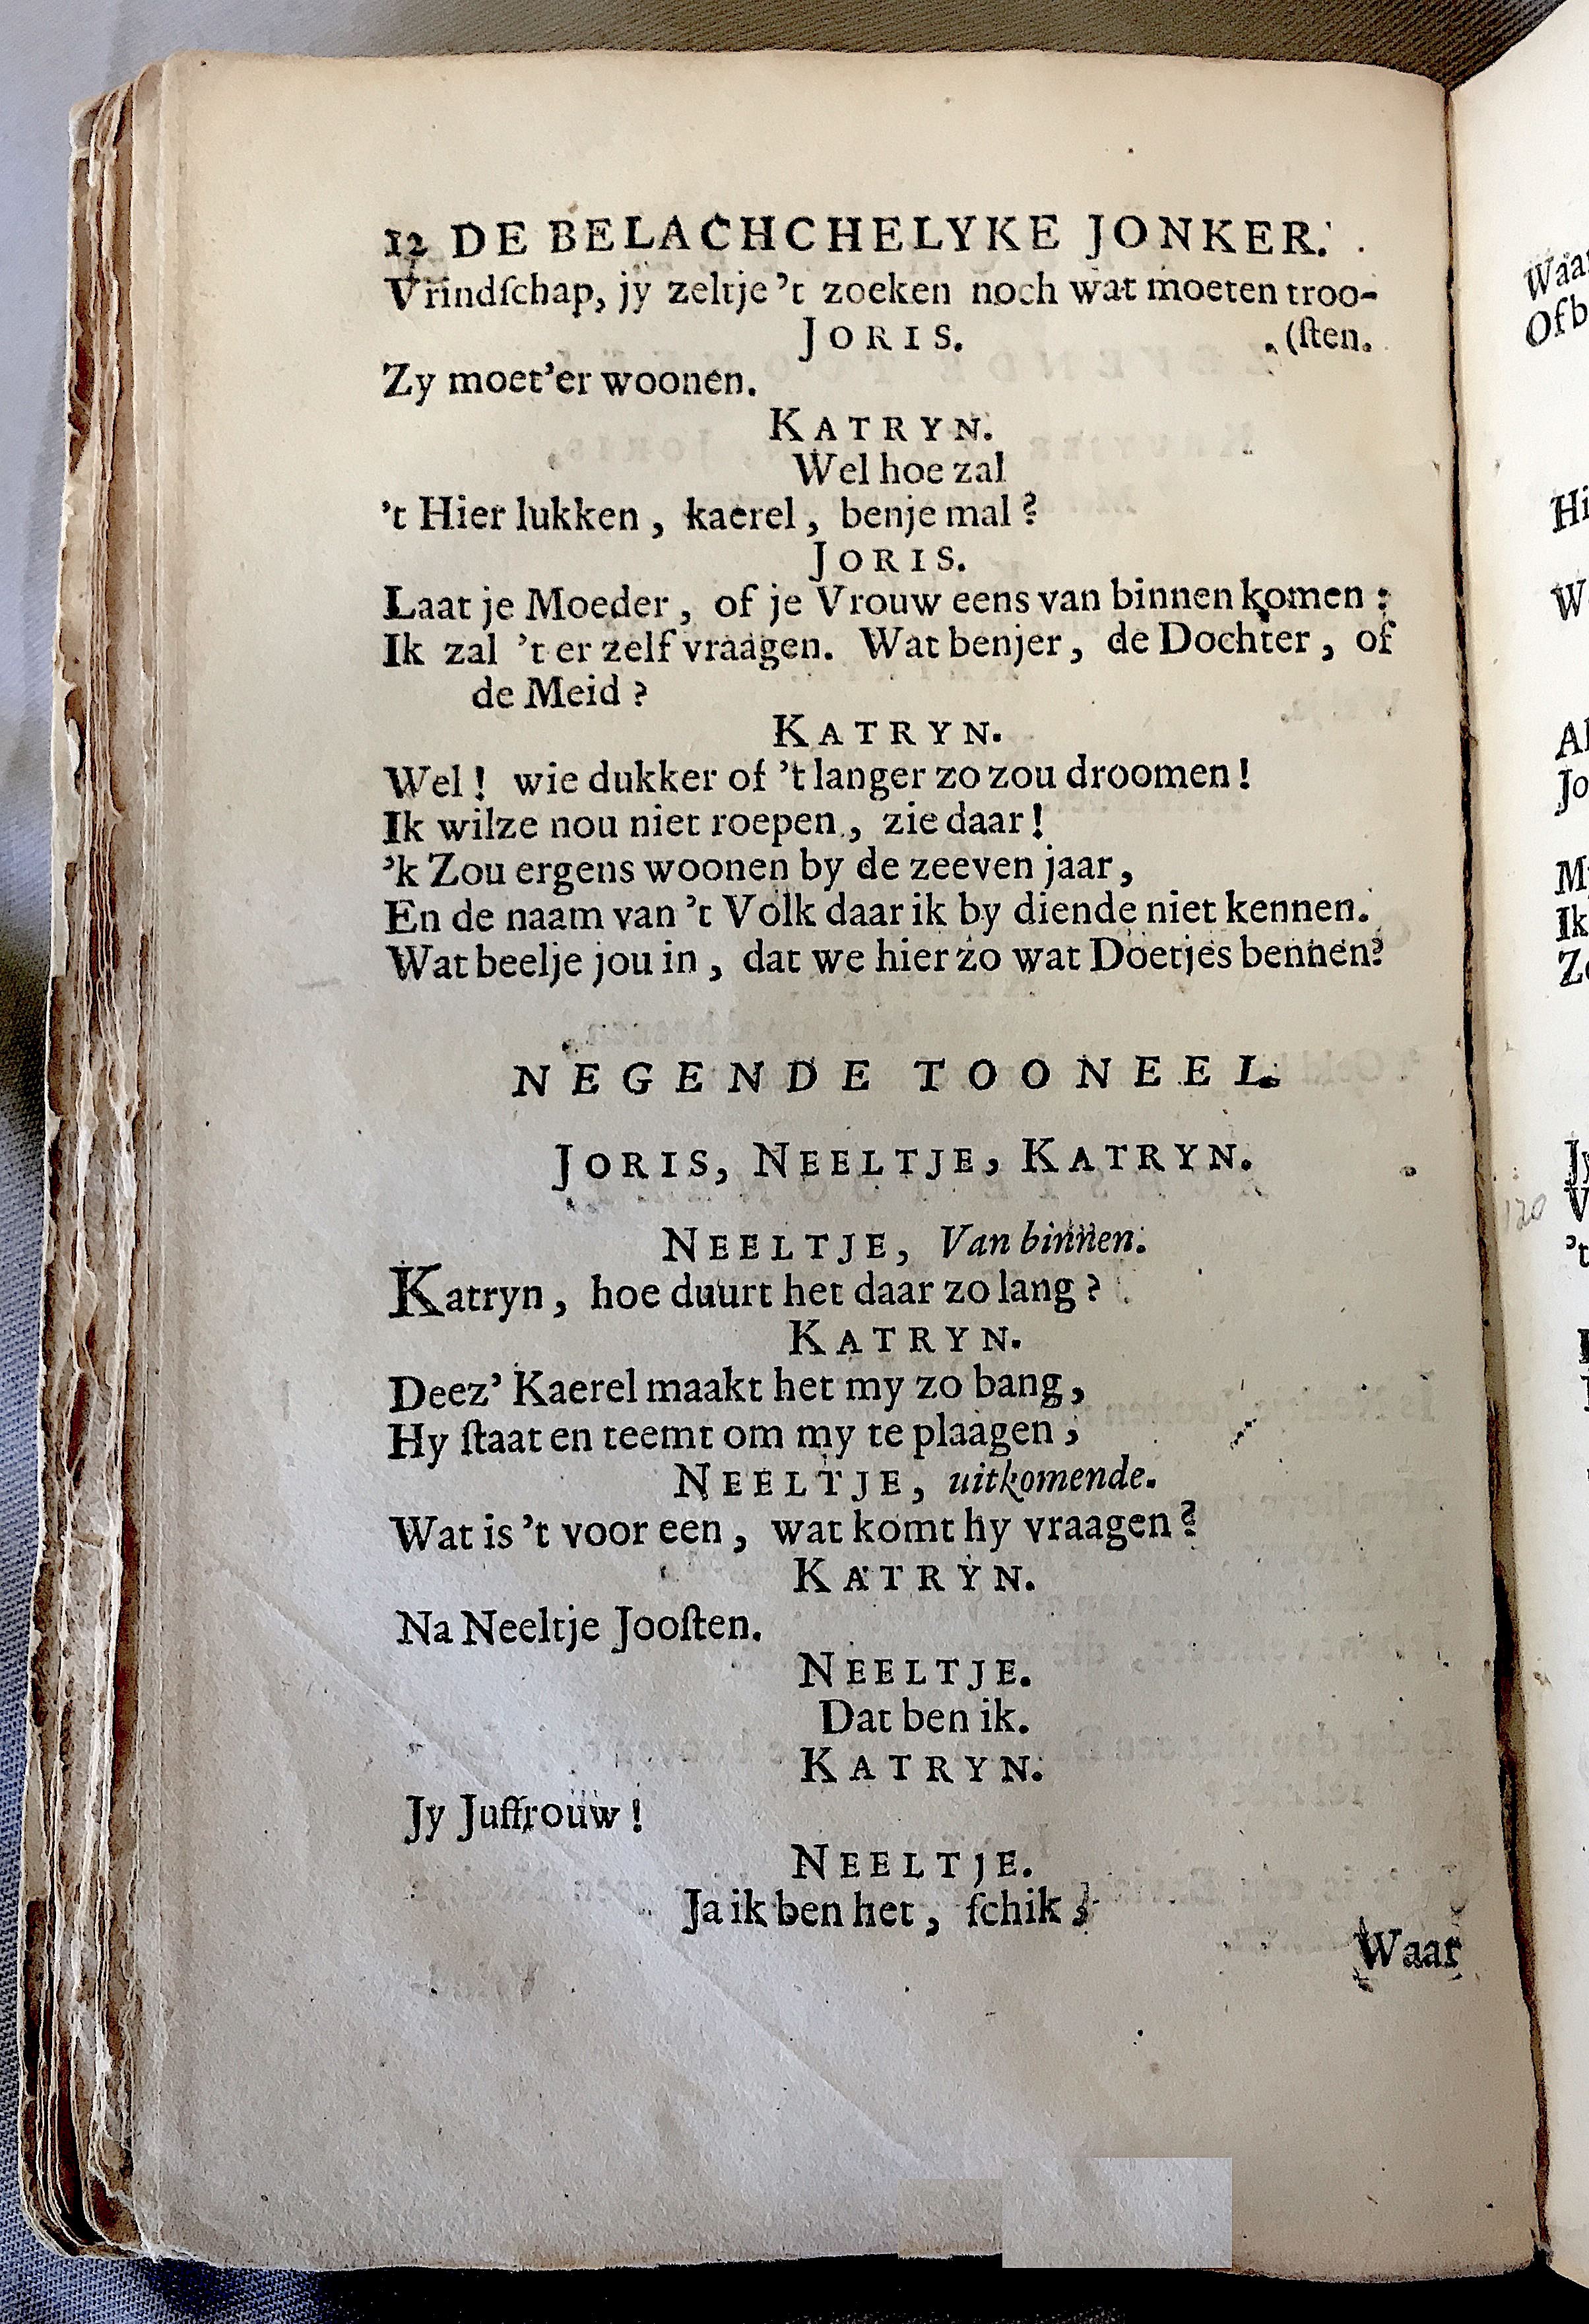 12 DE BELACHCHELYKE JONKER.
Vrindſchap, jy zeltje 't zoeken noch wat moeten troo-
JORIS. (ſten.
Zy moet'er woonen.
KATRYN.
Wel hoe zal
't Hier lukken, kaerel, benje mal?
JORIS.
Laat je Moeder, of je Vrouw eens van binnen komen:
Ik zal 't er zelf vraagen. Wat benjer, de Dochter, of
de Meid?
KATRYN.
Wel! wie dukker of 't langer zo zou droomen!
Ik wilze nou niet roepen, zie daar!
'k Zou ergens woonen by de zeeven jaar,
En de naam van 't Volk daar ik by diende niet kennen.
Wat beelje jou in, dat we hier zo wat Doetjes bennen?
NEGENDE TOONEEL.
JORIS, NEELTJE, KATRYN.
NEELTJE, Van binnen.
Katryn, hoe duurt het daar zo lang?
KATRYN.
Deez' Kaerel maakt het my zo bang,
Hy ſtaat en teemt om my te plaagen,
NEELTJE, uitkomende.
Wat is 't voor een, wat komt hy vraagen?
KATRYN.
Na Neeltje Jooſten.
NEELTJE.
Dat ben ik.
KATRYN.
Jy Juffrouw!
NEELTJE.
Ja ik ben het, ſchik
Waar